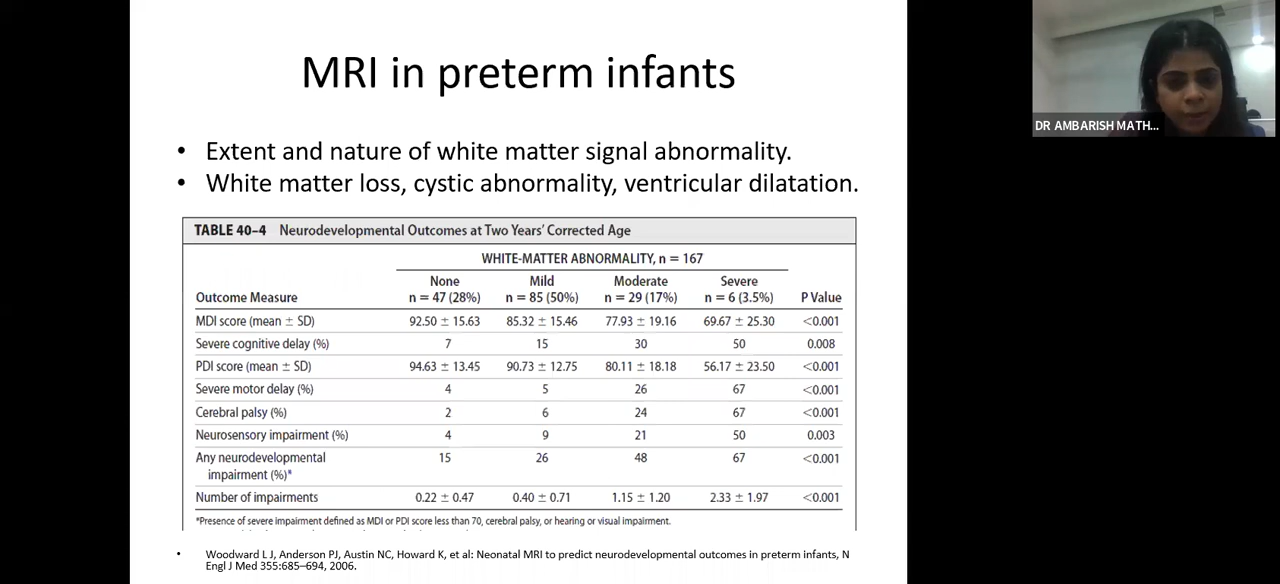 MRI in preterm infants
• Extent and nature of white matter signal abnormality.
• White matter loss, cystic abnormality, ventricular dilatation.
TABLE 40–4 Neurodevelopmental Outcomes at Two Years' Corrected Age
WHITE-MATTER ABNORMALITY, n = 167
None Mild Moderate Severe
Outcome Measure n = 47 (28%) n = 85 (50%) n = 29 (17%) n = 6 (3.5%) P Value
MDI score (mean ± SD) 92.50 ± 15.63 85.32 ± 15.46 77.93 ± 19.16 69.67 ± 25.30 <0.001
Severe cognitive delay (%) 7 15 30 50 0.008
PDI score (mean ± SD) 94.63 ± 13.45 90.73 ± 12.75 80.11 ± 18.18 56.17 ± 23.50 <0.001
Severe motor delay (%) 4 5 26 67 <0.001
Cerebral palsy (%) 2 6 24 67 <0.001
Neurosensory impairment (%) 4 9 21 50 0.003
Any neurodevelopmental 15 26 48 67 <0.001
impairment (%)*
Number of impairments 0.22 ± 0.47 0.40 ± 0.71 1.15 ± 1.20 2.33 ± 1.97 <0.001
*Presence of severe impairment defined as MDI or PDI score less than 70, cerebral palsy, or hearing or visual impairment.
• Woodward L J, Anderson PJ, Austin NC, Howard K, et al: Neonatal MRI to predict neurodevelopmental outcomes in preterm infants, N
Engl J Med 355:685–694, 2006.
DR AMBARISH MATH...